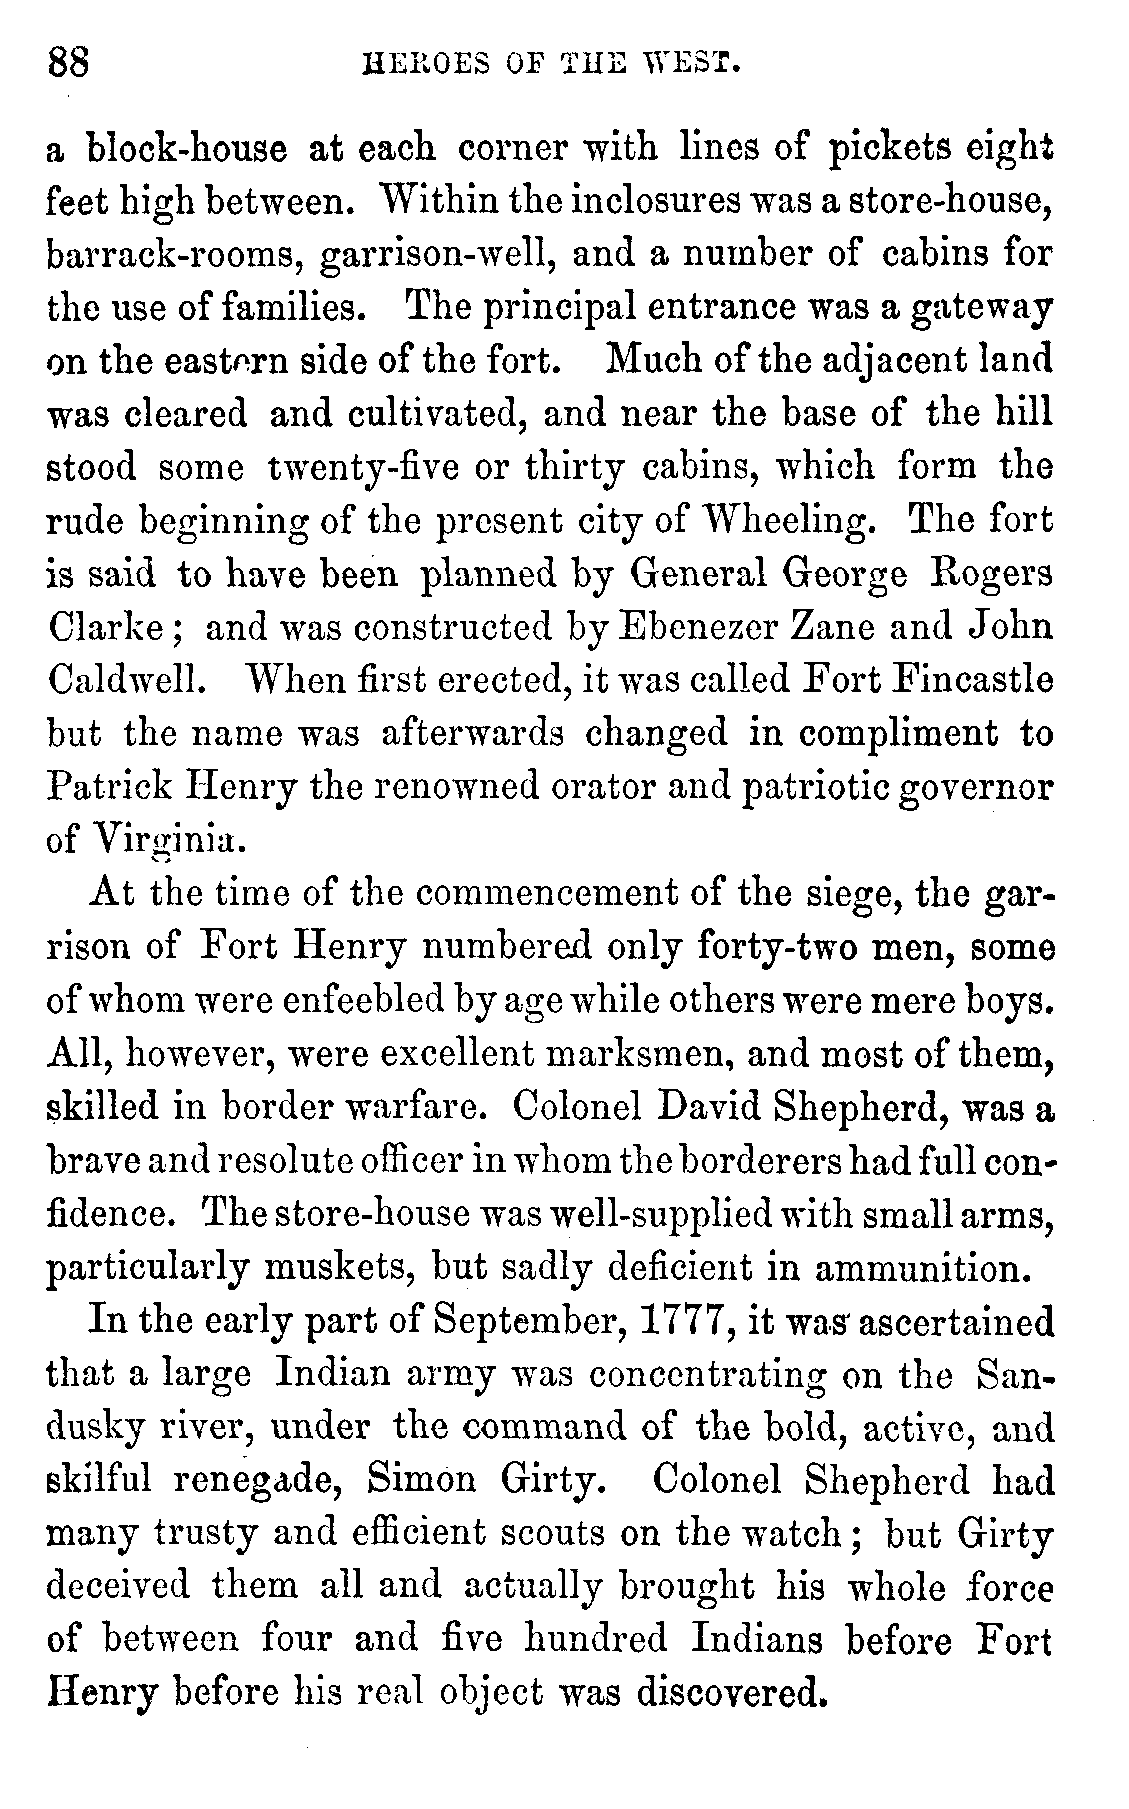 88 HEROES OF THE WEST.
a block-house at each corner with lines of pickets eight
feet high between. Within the inclosures was a store-house,
barrack-rooms, garrison-well, and a number of cabins for
the use of families. The principal entrance was a gateway
on the eastern side of the fort. Much of the adjacent land
was cleared and cultivated, and near the base of the hill
stood some twenty-five or thirty cabins, which form the
rude beginning of the present city of Wheeling. The fort
is said to have been planned by General George Rogers
Clarke; and was constructed by Ebenezer Zane and John
Caldwell. When first erected, it was called Fort Fincastle
but the name was afterwards changed in compliment to
Patrick Henry the renowned orator and patriotic governor
of Virginia.
At the time of the commencement of the siege, the gar-
rison of Fort Henry numbered only forty-two men, some
of whom were enfeebled by age while others were mere boys.
All, however, were excellent marksmen, and most of them,
skilled in border warfare. Colonel David Shepherd, was a
brave and resolute officer in whom the borderers had full con-
fidence. The store-house was well-supplied with small arms,
particularly muskets, but sadly deficient in ammunition.
In the early part of September, 1777, it was ascertained
that a large Indian army was concentrating on the San-
dusky river, under the command of the bold, active, and
skilful renegade, Simon Girty. Colonel Shepherd had
many trusty and efficient scouts on the watch; but Girty
deceived them all and actually brought his whole force
of between four and five hundred Indians before Fort
Henry before his real object was discovered.